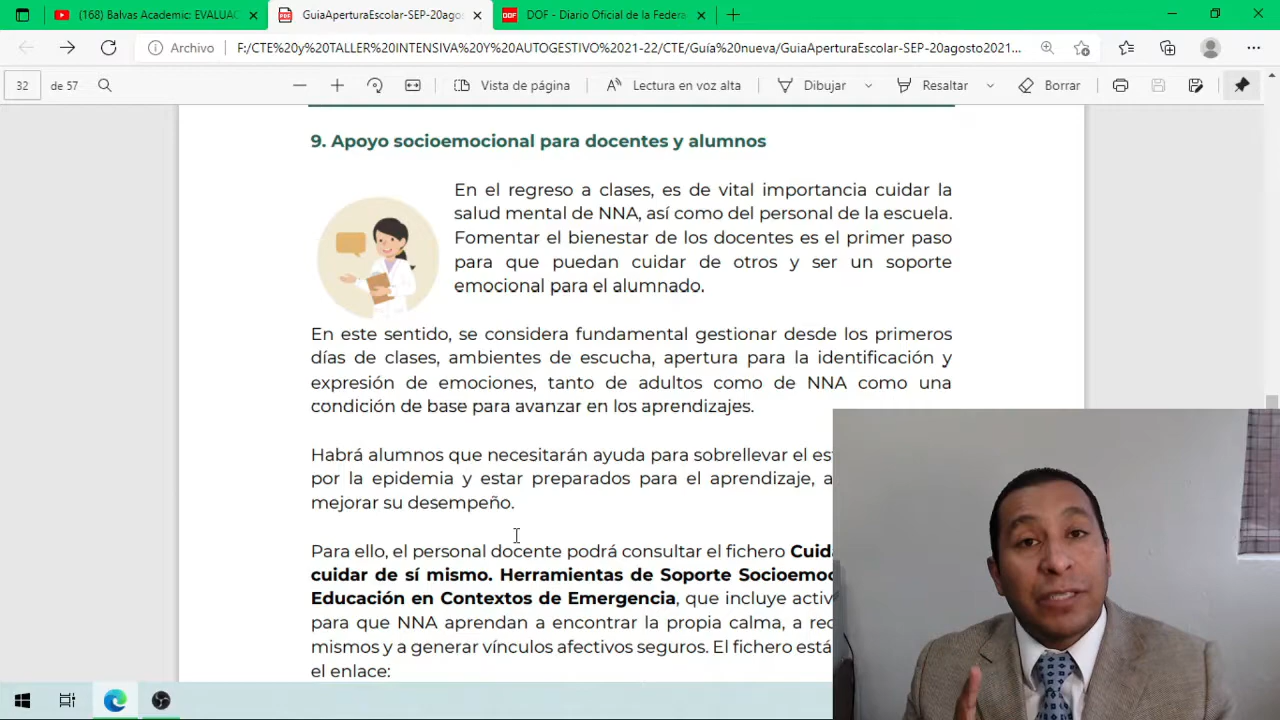 (168) Balvas Academic: EVALUAC
GuiaAperturaEscolar-SEP-20agos
DOF - Diario Oficial de la Federa
Archivo
F:/CTE%20y%20TALLER%20INTENSIVA%20Y%20AUTOGESTIVO%202021-22/CTE/Guía%20nueva/GuiaAperturaEscolar-SEP-20agosto2021...
32 de 57
Vista de página
Lectura en voz alta
Dibujar
Resaltar
Borrar
9. Apoyo socioemocional para docentes y alumnos
En el regreso a clases, es de vital importancia cuidar la
salud mental de NNA, así como del personal de la escuela.
Fomentar el bienestar de los docentes es el primer paso
para que puedan cuidar de otros y ser un soporte
emocional para el alumnado.
En este sentido, se considera fundamental gestionar desde los primeros
días de clases, ambientes de escucha, apertura para la identificación y
expresión de emociones, tanto de adultos como de NNA como una
condición de base para avanzar en los aprendizajes.
Habrá alumnos que necesitarán ayuda para sobrellevar el es
por la epidemia y estar preparados para el aprendizaje, a
mejorar su desempeño.
Para ello, el personal docente podrá consultar el fichero Cuida
cuidar de sí mismo. Herramientas de Soporte Socioemoc
Educación en Contextos de Emergencia, que incluye activ
para que NNA aprendan a encontrar la propia calma, a rec
mismos y a generar vínculos afectivos seguros. El fichero está
el enlace: